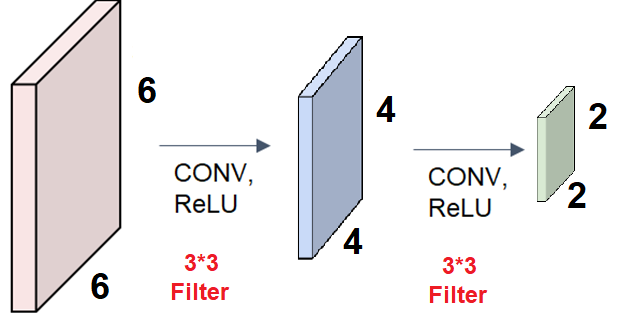 6
6
CONV,
ReLU
3*3
Filter
4
4
CONV,
ReLU
3*3
Filter
2
2